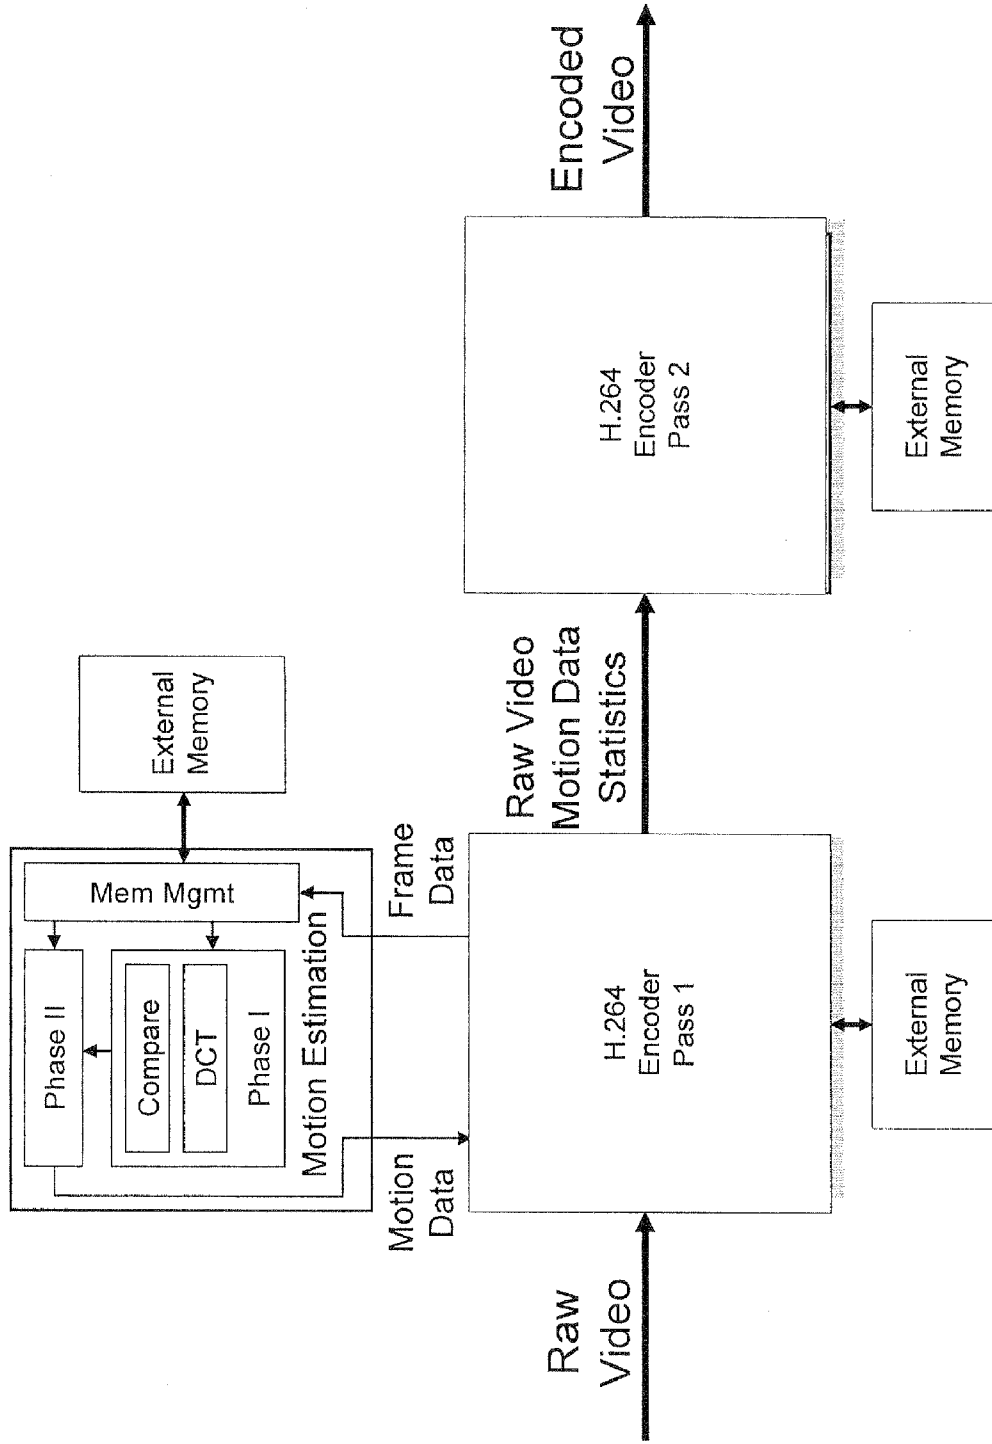 Phase II
Compare
DCT
Phase I
Mem Mgmt
Motion Estimation
External
Memory
Motion
Data
Frame
Data
Raw
Video
H.264
Encoder
Pass 1
Raw Video
Motion Data
Statistics
H.264
Encoder
Pass 2
Encoded
Video
External
Memory
External
Memory